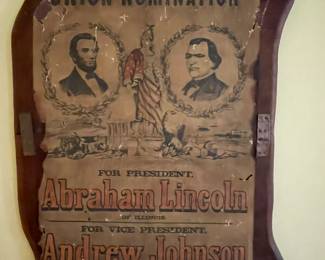 UNION NOMINATION
FOR PRESIDENT,
Abraham Lincoln
OF ILLINOIS.
FOR VICE PRESIDENT,
Andrew Johnson